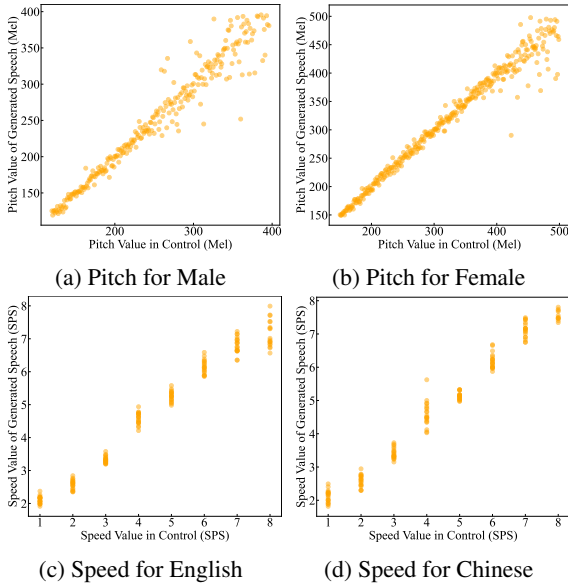 Pitch Value of Generated Speech (Mel)
400
350
300
250
200
150
200
300
400
Pitch Value in Control (Mel)
(a) Pitch for Male
Pitch Value of Generated Speech (Mel)
500
450
400
350
300
250
200
150
200
300
400
500
Pitch Value in Control (Mel)
(b) Pitch for Female
Speed Value of Generated Speech (SPS)
8
7
6
5
4
3
2
1 2 3 4 5 6 7 8
Speed Value in Control (SPS)
(c) Speed for English
Speed Value of Generated Speech (SPS)
8
7
6
5
4
3
2
1 2 3 4 5 6 7 8
Speed Value in Control (SPS)
(d) Speed for Chinese